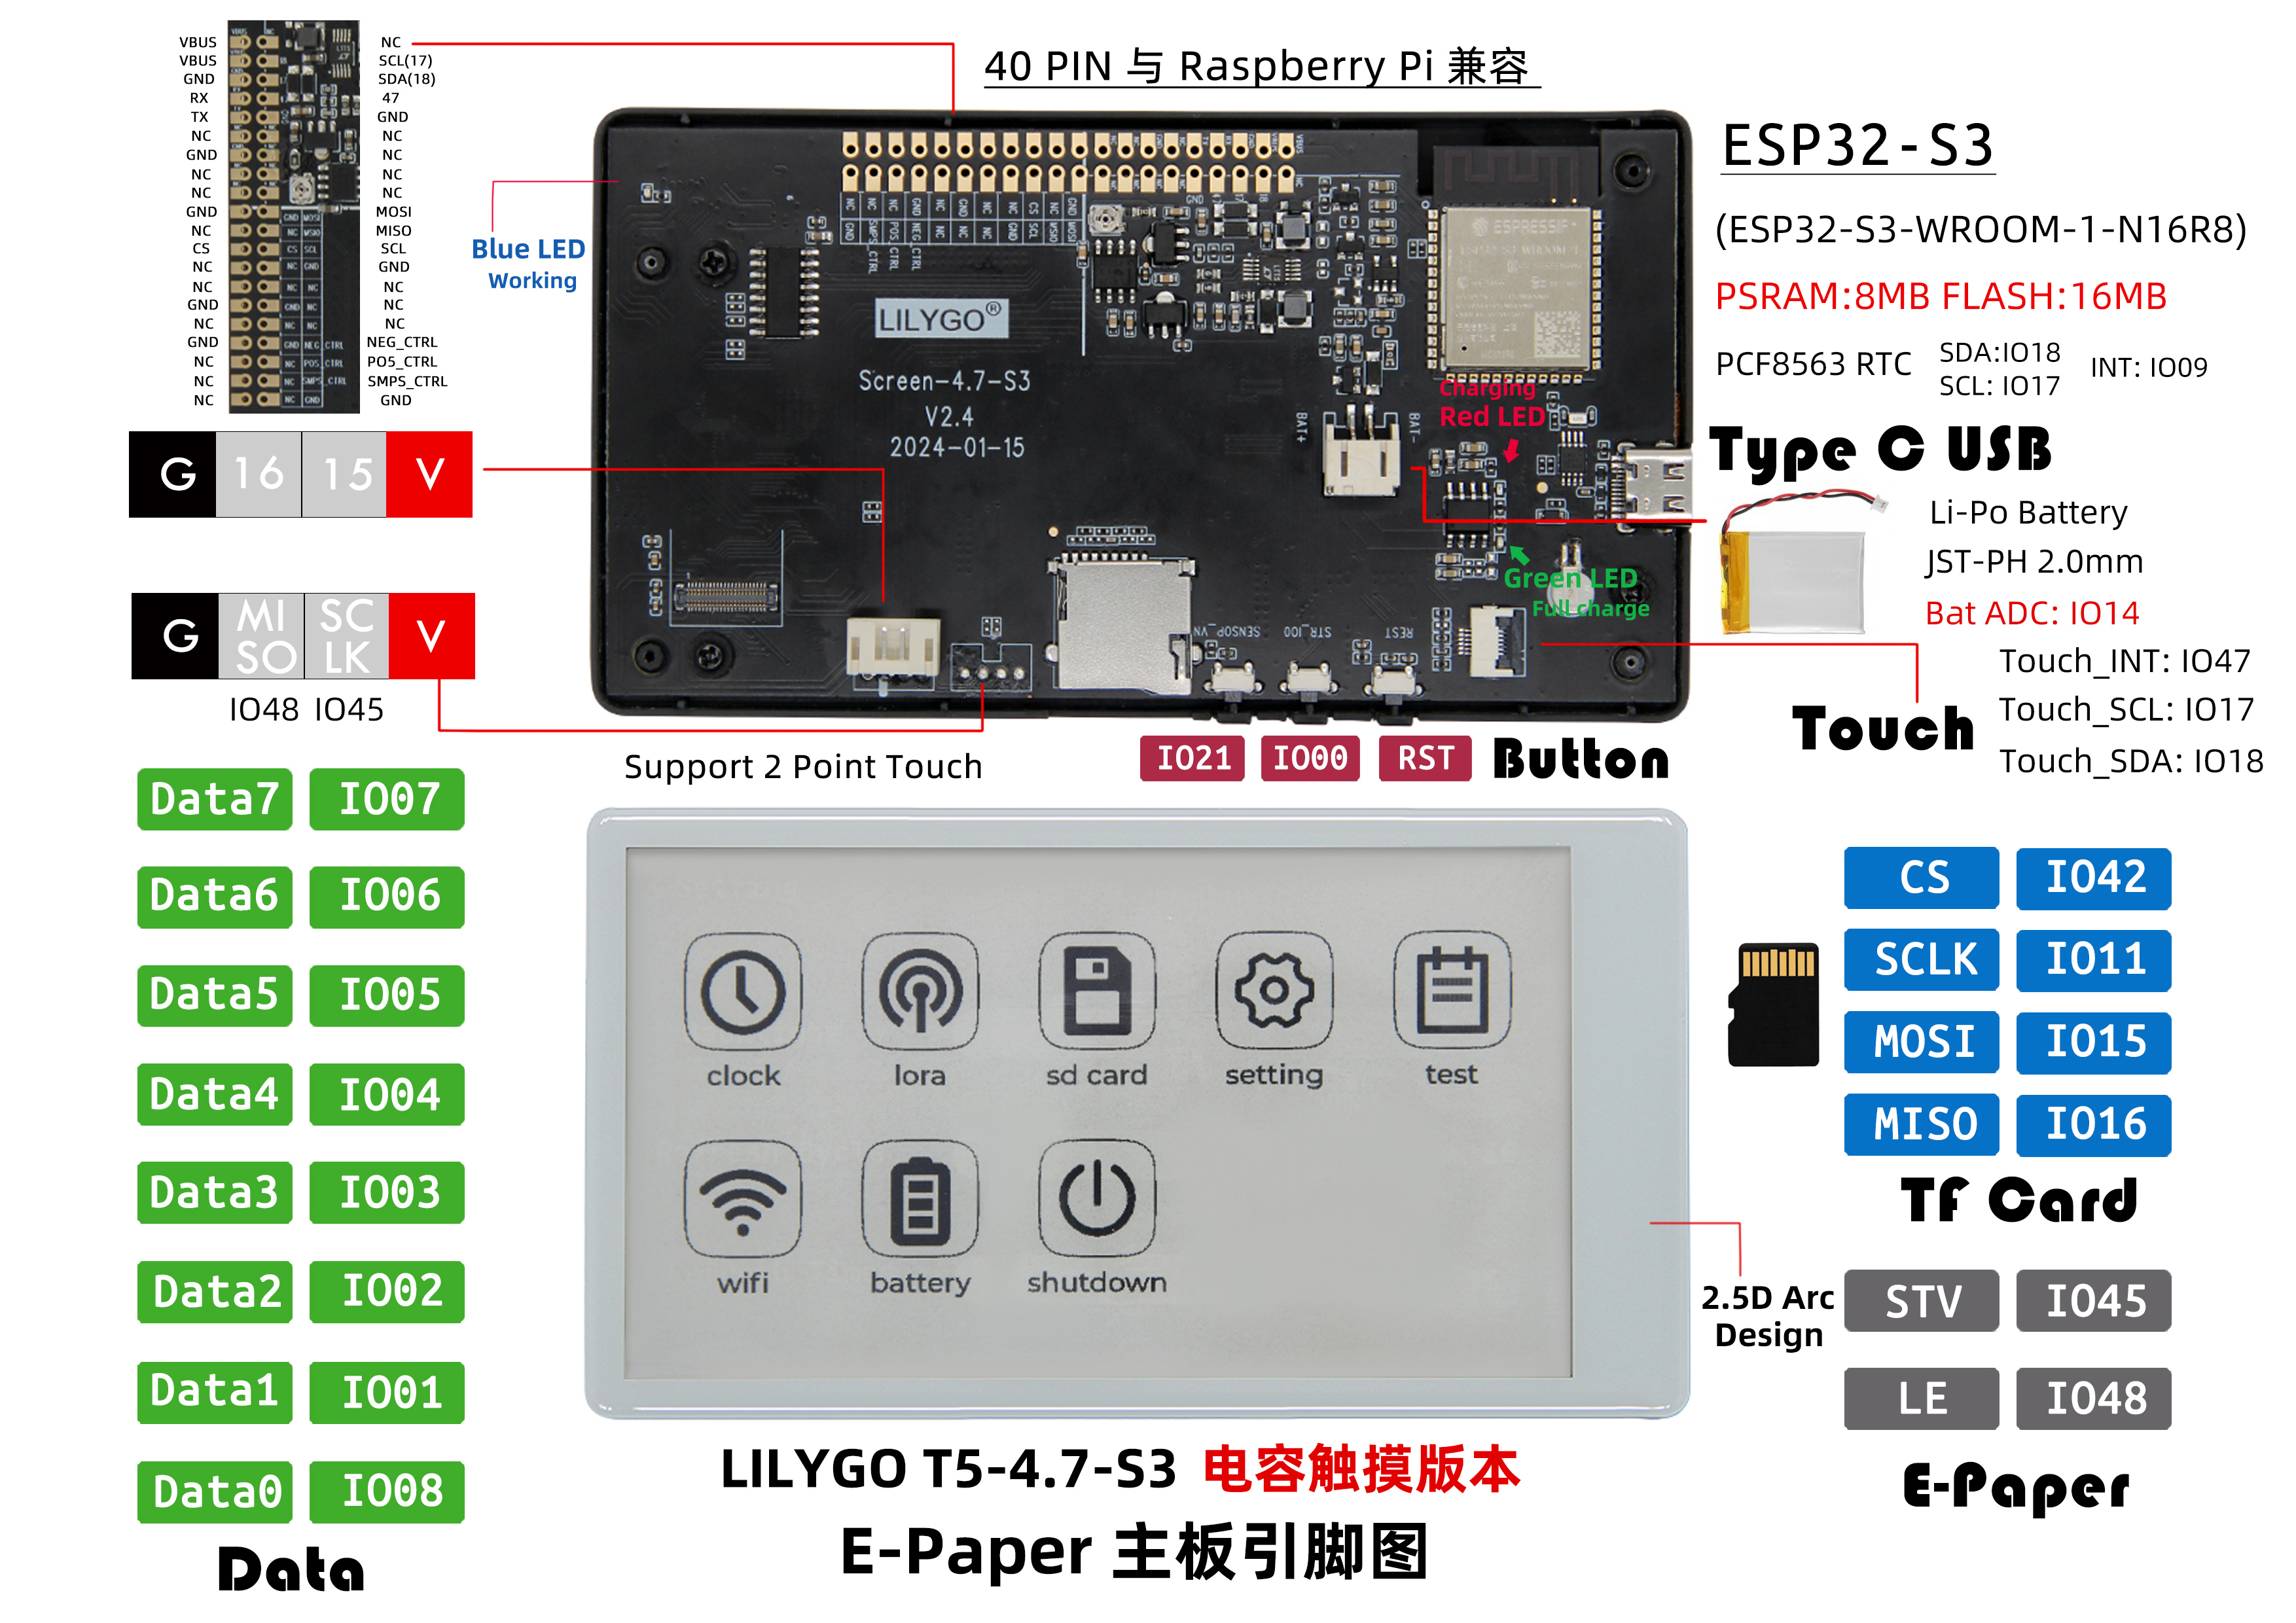 40 PIN 与 Raspberry Pi 兼容
VBUS NC
VBUS SCL(17)
GND SDA(18)
RX 47
TX GND
NC NC
GND NC
NC NC
NC NC
GND MOSI
NC MISO
CS SCL
NC GND
NC NC
GND NC
NC NC
GND NEG_CTRL
NC POS_CTRL
NC SMPS_CTRL
NC GND
G 16 15 V
G MISO SCLK V
IO48 IO45
Blue LED
Working
LILYGO®
Screen-4.7-S3
V2.4
2024-01-15
BAT+
BAT-
Charging
Red LED
Green LED
Full charge
SENSOP_VN
STR_IO0
REST
ESP32-S3
(ESP32-S3-WROOM-1-N16R8)
PSRAM:8MB FLASH:16MB
PCF8563 RTC
SDA:IO18
SCL: IO17
INT: IO09
Type C USB
Li-Po Battery
JST-PH 2.0mm
Bat ADC: IO14
Touch
Touch_INT: IO47
Touch_SCL: IO17
Touch_SDA: IO18
Support 2 Point Touch
IO21 IO00 RST Button
Data7 IO07
Data6 IO06
Data5 IO05
Data4 IO04
Data3 IO03
Data2 IO02
Data1 IO01
Data0 IO08
Data
clock lora sd card setting test
wifi battery shutdown
CS IO42
SCLK IO11
MOSI IO15
MISO IO16
TF Card
2.5D Arc
Design
STV IO45
LE IO48
E-Paper
LILYGO T5-4.7-S3 电容触摸版本
E-Paper 主板引脚图